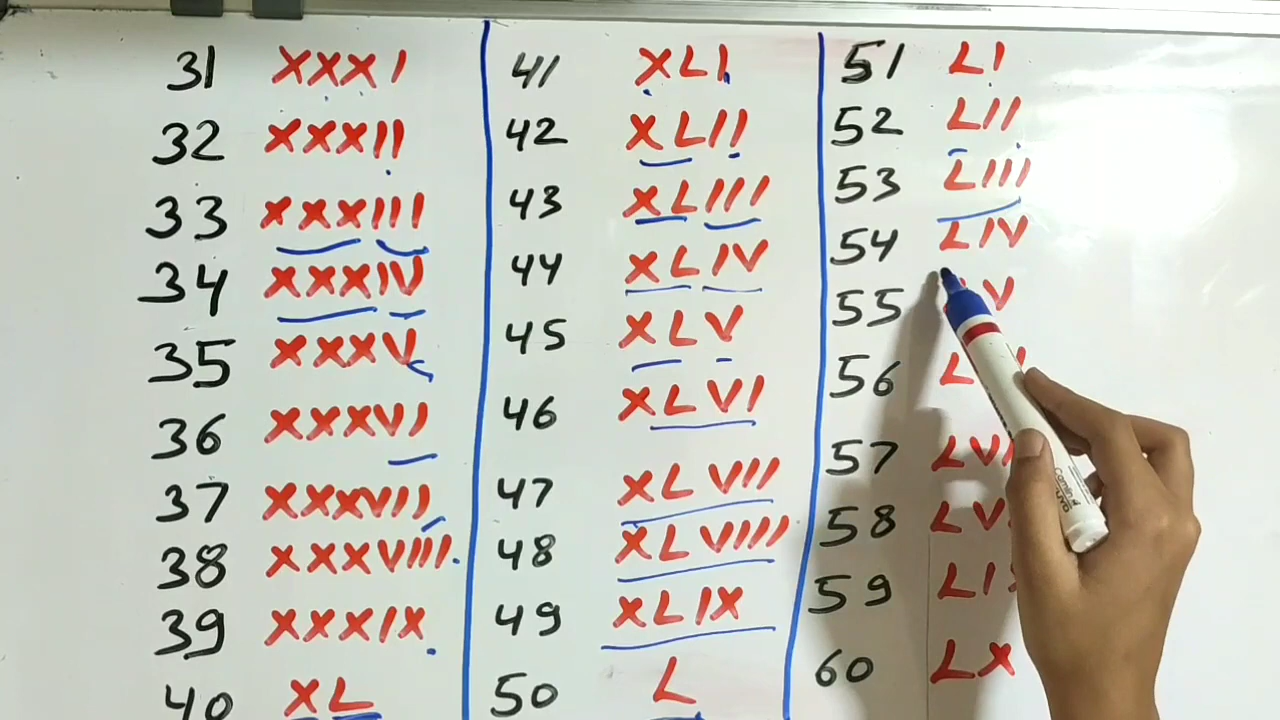 31 XXXI
32 XXXII
33 XXXIII
34 XXXIV
35 XXXV
36 XXXVI
37 XXXVII
38 XXXVIII
39 XXXIX
40 XL
41 XLI
42 XLII
43 XLIII
44 XLIV
45 XLV
46 XLVI
47 XLVII
48 XLVIII
49 XLIX
50 L
51 LI
52 LII
53 LIII
54 LIV
55
56
57
58
59
60 LX
Camlin